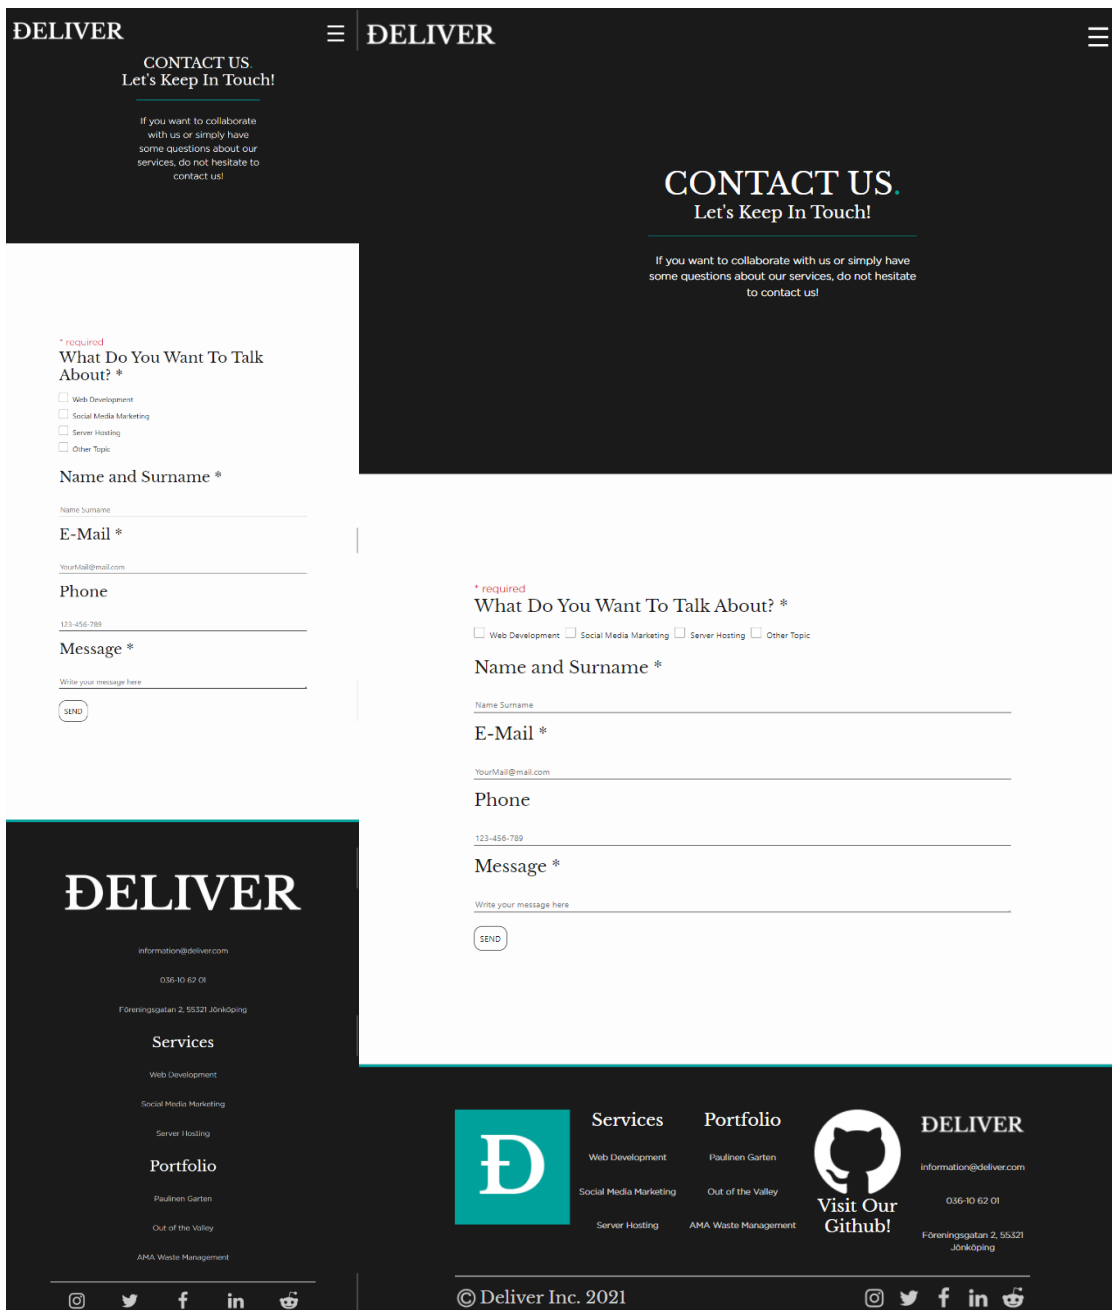 ĐELIVER
CONTACT US.
Let's Keep In Touch!
If you want to collaborate
with us or simply have
some questions about our
services, do not hesitate to
contact us!
* required
What Do You Want To Talk
About? *
Web Development
Social Media Marketing
Server Hosting
Other Topic
Name and Surname *
Name Surname
E-Mail *
YourMail@mail.com
Phone
123-456-789
Message *
Write your message here
SEND
ĐELIVER
information@deliver.com
036-10 62 01
Föreningsgatan 2, 55321 Jönköping
Services
Web Development
Social Media Marketing
Server Hosting
Portfolio
Paulinen Garten
Out of the Valley
AMA Waste Management
ĐELIVER
CONTACT US.
Let's Keep In Touch!
If you want to collaborate with us or simply have
some questions about our services, do not hesitate
to contact us!
* required
What Do You Want To Talk About? *
Web Development Social Media Marketing Server Hosting Other Topic
Name and Surname *
Name Surname
E-Mail *
YourMail@mail.com
Phone
123-456-789
Message *
Write your message here
SEND
Đ
Services
Web Development
Social Media Marketing
Server Hosting
Portfolio
Paulinen Garten
Out of the Valley
AMA Waste Management
Visit Our
Github!
ĐELIVER
information@deliver.com
036-10 62 01
Föreningsgatan 2, 55321
Jönköping
© Deliver Inc. 2021